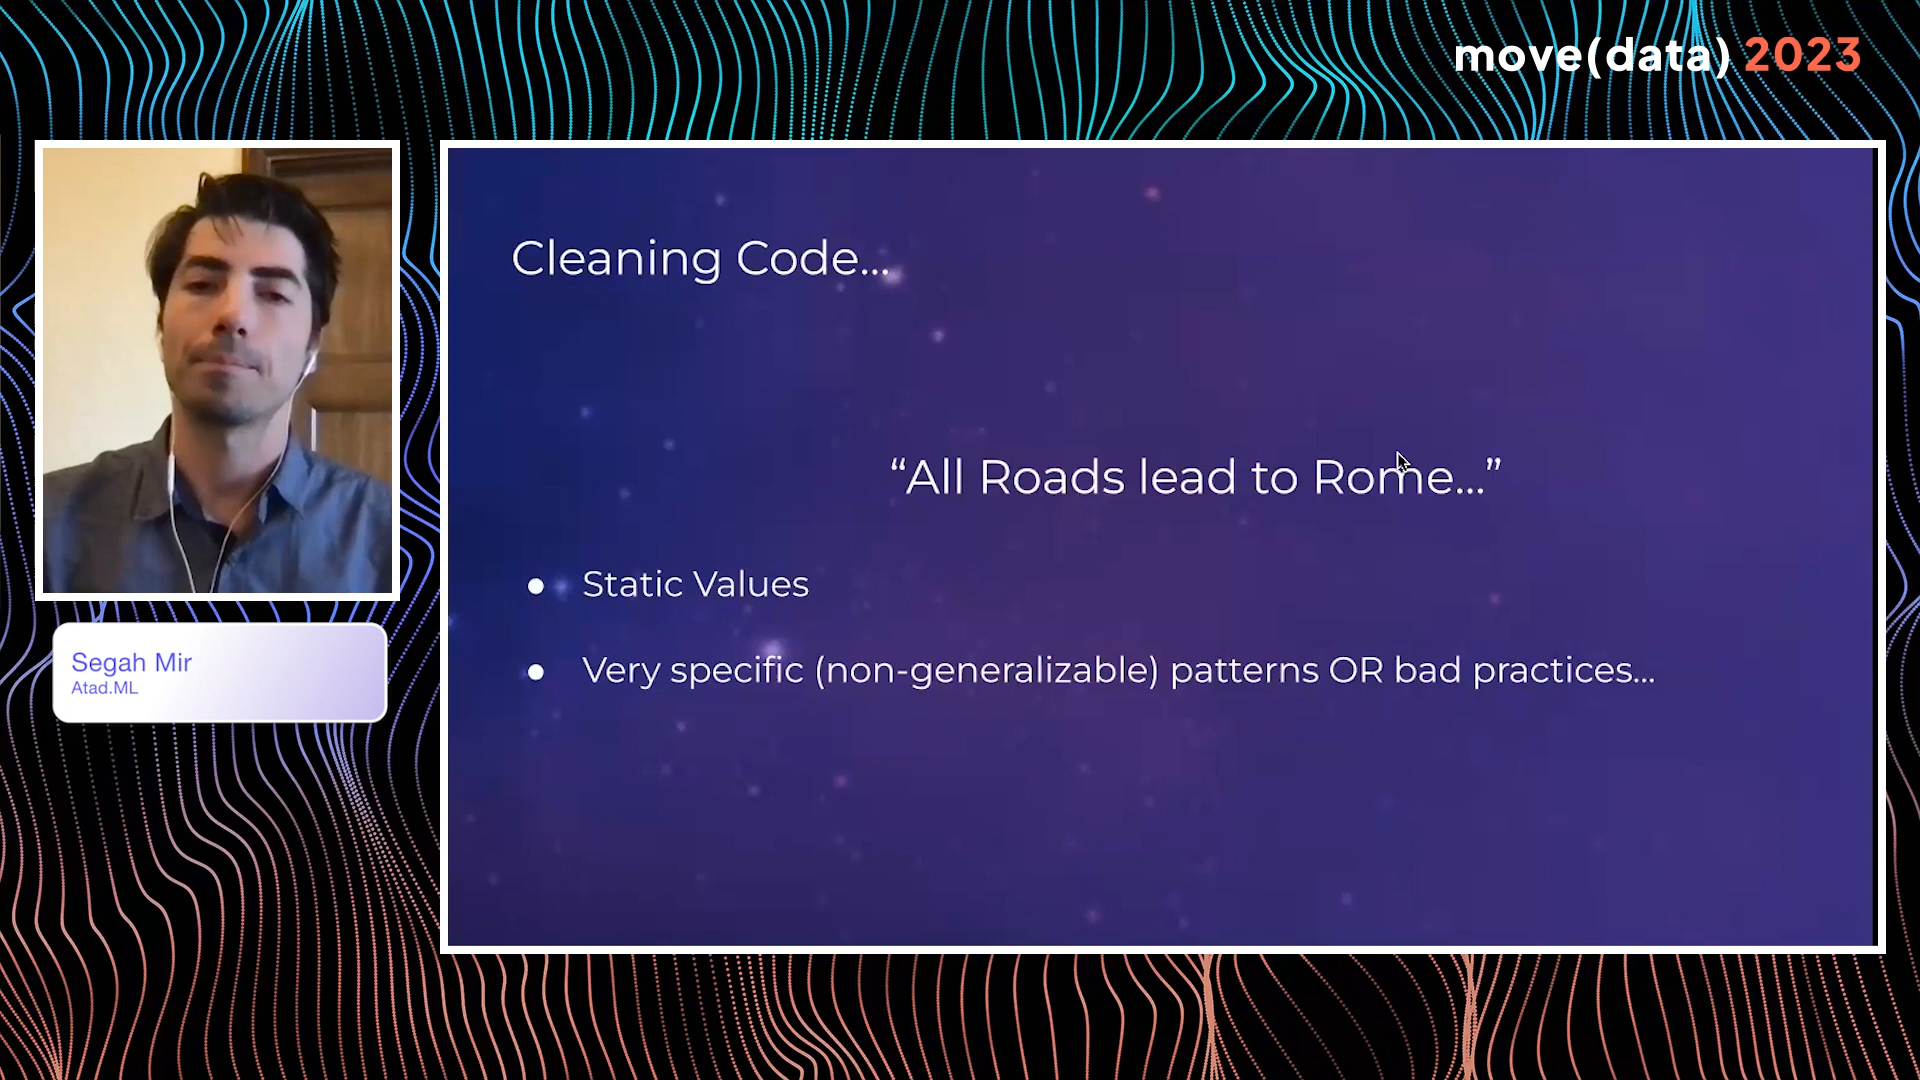 move(data) 2023
Cleaning Code...
“All Roads lead to Rome...”
● Static Values
● Very specific (non-generalizable) patterns OR bad practices...
Segah Mir
Atad.ML